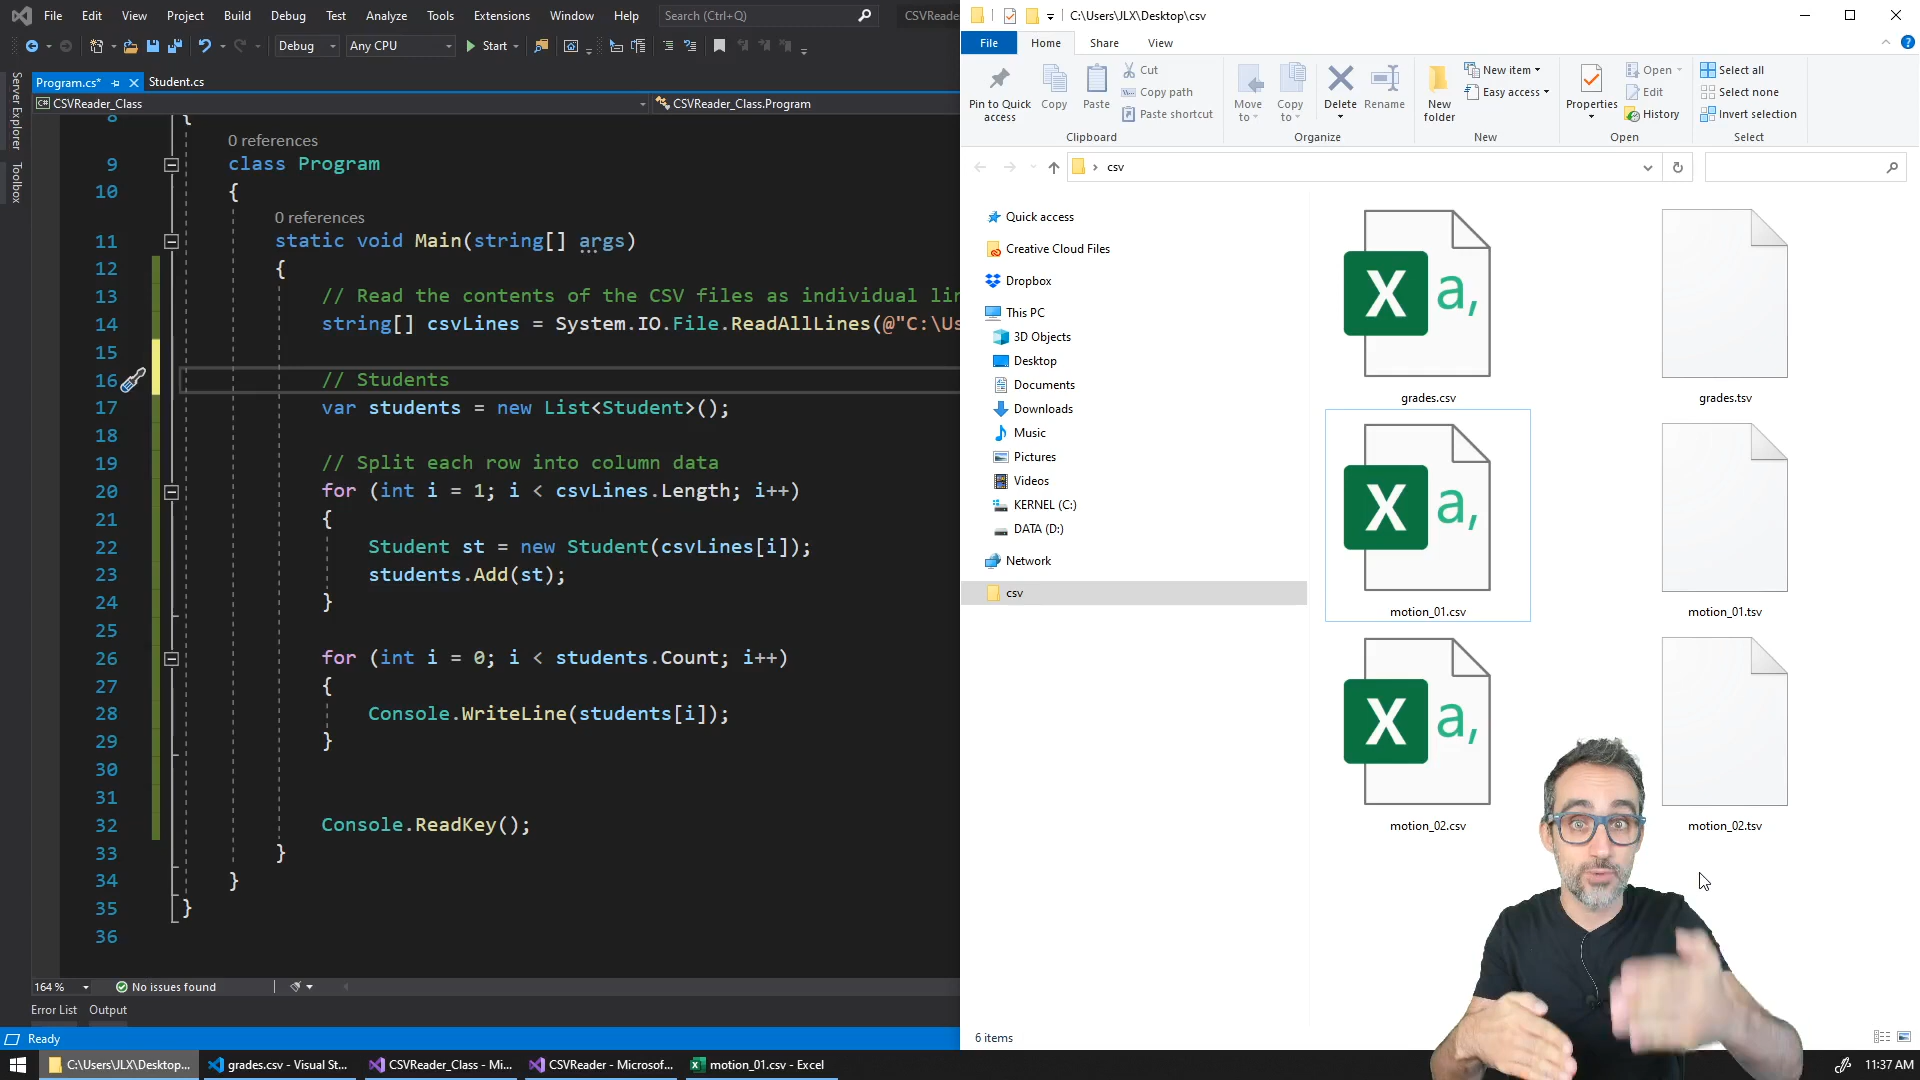 File Edit View Project Build Debug Test Analyze Tools Extensions Window Help Search (Ctrl+Q) CSVReade
Debug Any CPU Start
Server Explorer
Toolbox
Program.cs* Student.cs
CSVReader_Class CSVReader_Class.Program
8 {
0 references
9 class Program
10 {
0 references
11 static void Main(string[] args)
12 {
13 // Read the contents of the CSV files as individual lin
14 string[] csvLines = System.IO.File.ReadAllLines(@"C:\Us
15
16 // Students
17 var students = new List<Student>();
18
19 // Split each row into column data
20 for (int i = 1; i < csvLines.Length; i++)
21 {
22 Student st = new Student(csvLines[i]);
23 students.Add(st);
24 }
25
26 for (int i = 0; i < students.Count; i++)
27 {
28 Console.WriteLine(students[i]);
29 }
30
31
32 Console.ReadKey();
33 }
34 }
35 }
36
164 % No issues found
Error List Output
Ready
C:\Users\JLX\Desktop\csv
File Home Share View
Pin to Quick access
Copy
Paste
Cut
Copy path
Paste shortcut
Clipboard
Move to
Copy to
Delete
Rename
Organize
New folder
New item
Easy access
New
Properties
Open
Edit
History
Open
Select all
Select none
Invert selection
Select
csv
Quick access
Creative Cloud Files
Dropbox
This PC
3D Objects
Desktop
Documents
Downloads
Music
Pictures
Videos
KERNEL (C:)
DATA (D:)
Network
csv
X a,
grades.csv
grades.tsv
X a,
motion_01.csv
motion_01.tsv
X a,
motion_02.csv
motion_02.tsv
6 items
C:\Users\JLX\Desktop... grades.csv - Visual St... CSVReader_Class - Mi... CSVReader - Microsof... motion_01.csv - Excel 11:37 AM